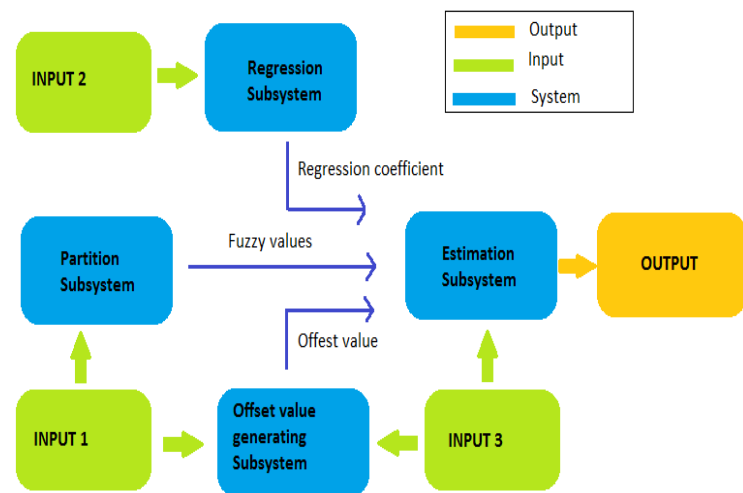 Output
Input
System
INPUT 2
Regression
Subsystem
Regression coefficient
Partition
Subsystem
Fuzzy values
Estimation
Subsystem
OUTPUT
Offest value
INPUT 1
Offset value
generating
Subsystem
INPUT 3